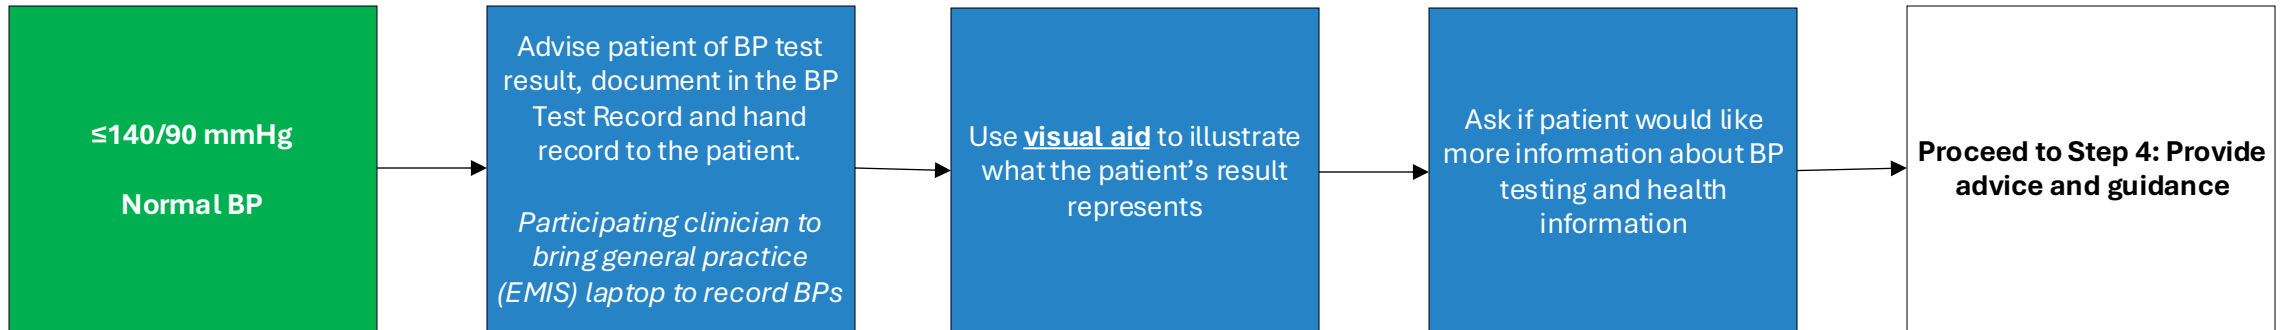 ≤140/90 mmHg
Normal BP
Advise patient of BP test
result, document in the BP
Test Record and hand
record to the patient.
Participating clinician to
bring general practice
(EMIS) laptop to record BPs
Use visual aid to illustrate
what the patient’s result
represents
Ask if patient would like
more information about BP
testing and health
information
Proceed to Step 4: Provide
advice and guidance